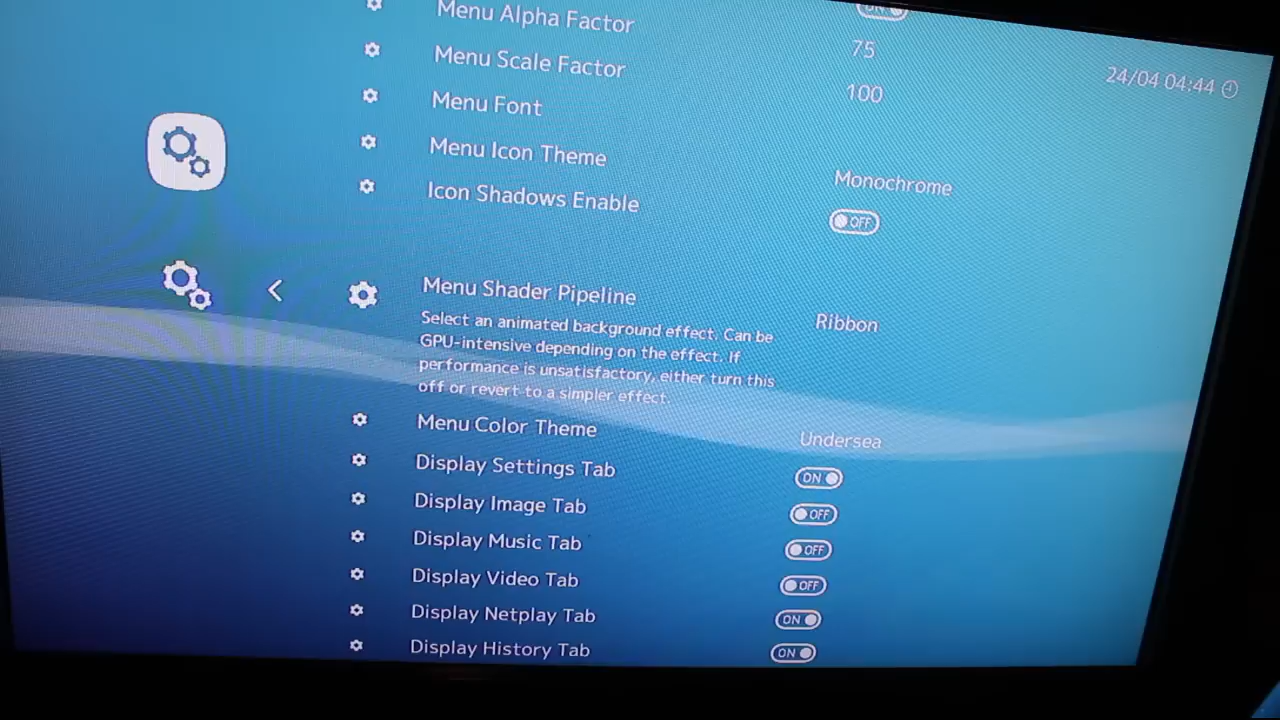 ON
Menu Alpha Factor 75
Menu Scale Factor 100
Menu Font
Menu Icon Theme Monochrome
Icon Shadows Enable OFF
24/04 04:44
Menu Shader Pipeline Ribbon
Select an animated background effect. Can be
GPU-intensive depending on the effect. If
performance is unsatisfactory, either turn this
off or revert to a simpler effect.
Menu Color Theme Undersea
Display Settings Tab ON
Display Image Tab OFF
Display Music Tab OFF
Display Video Tab OFF
Display Netplay Tab ON
Display History Tab ON